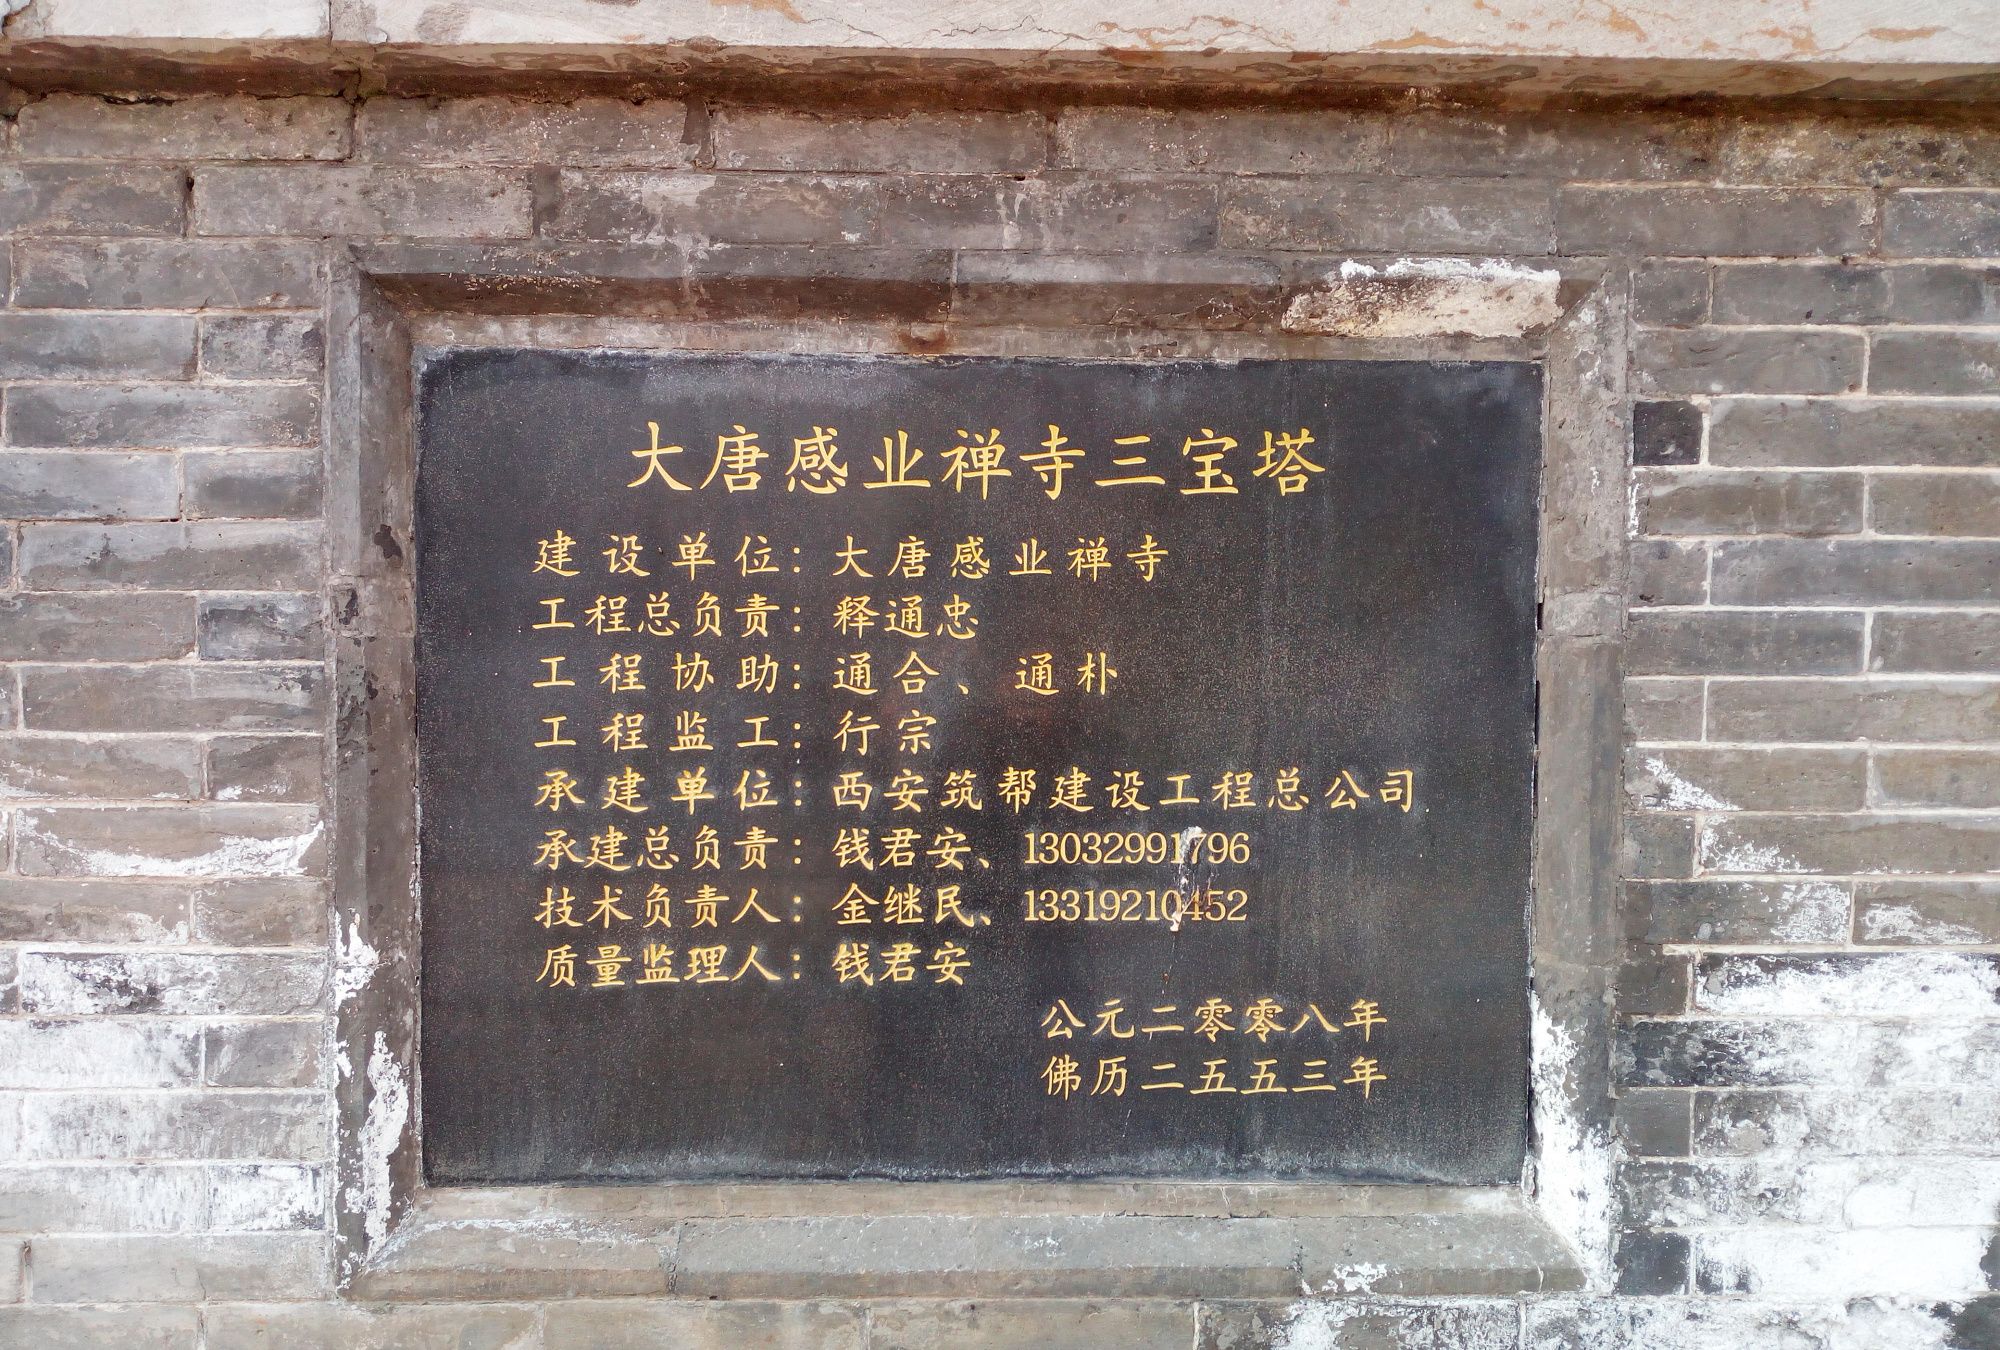 大唐感业禅寺三宝塔
建设单位：大唐感业禅寺
工程总负责：释通忠
工程协助：通合、通朴
工程监工：行宗
承建单位：西安筑帮建设工程总公司
承建总负责：钱君安、13032991796
技术负责人：金继民、13319210452
质量监理人：钱君安
公元二零零八年
佛历二五五三年